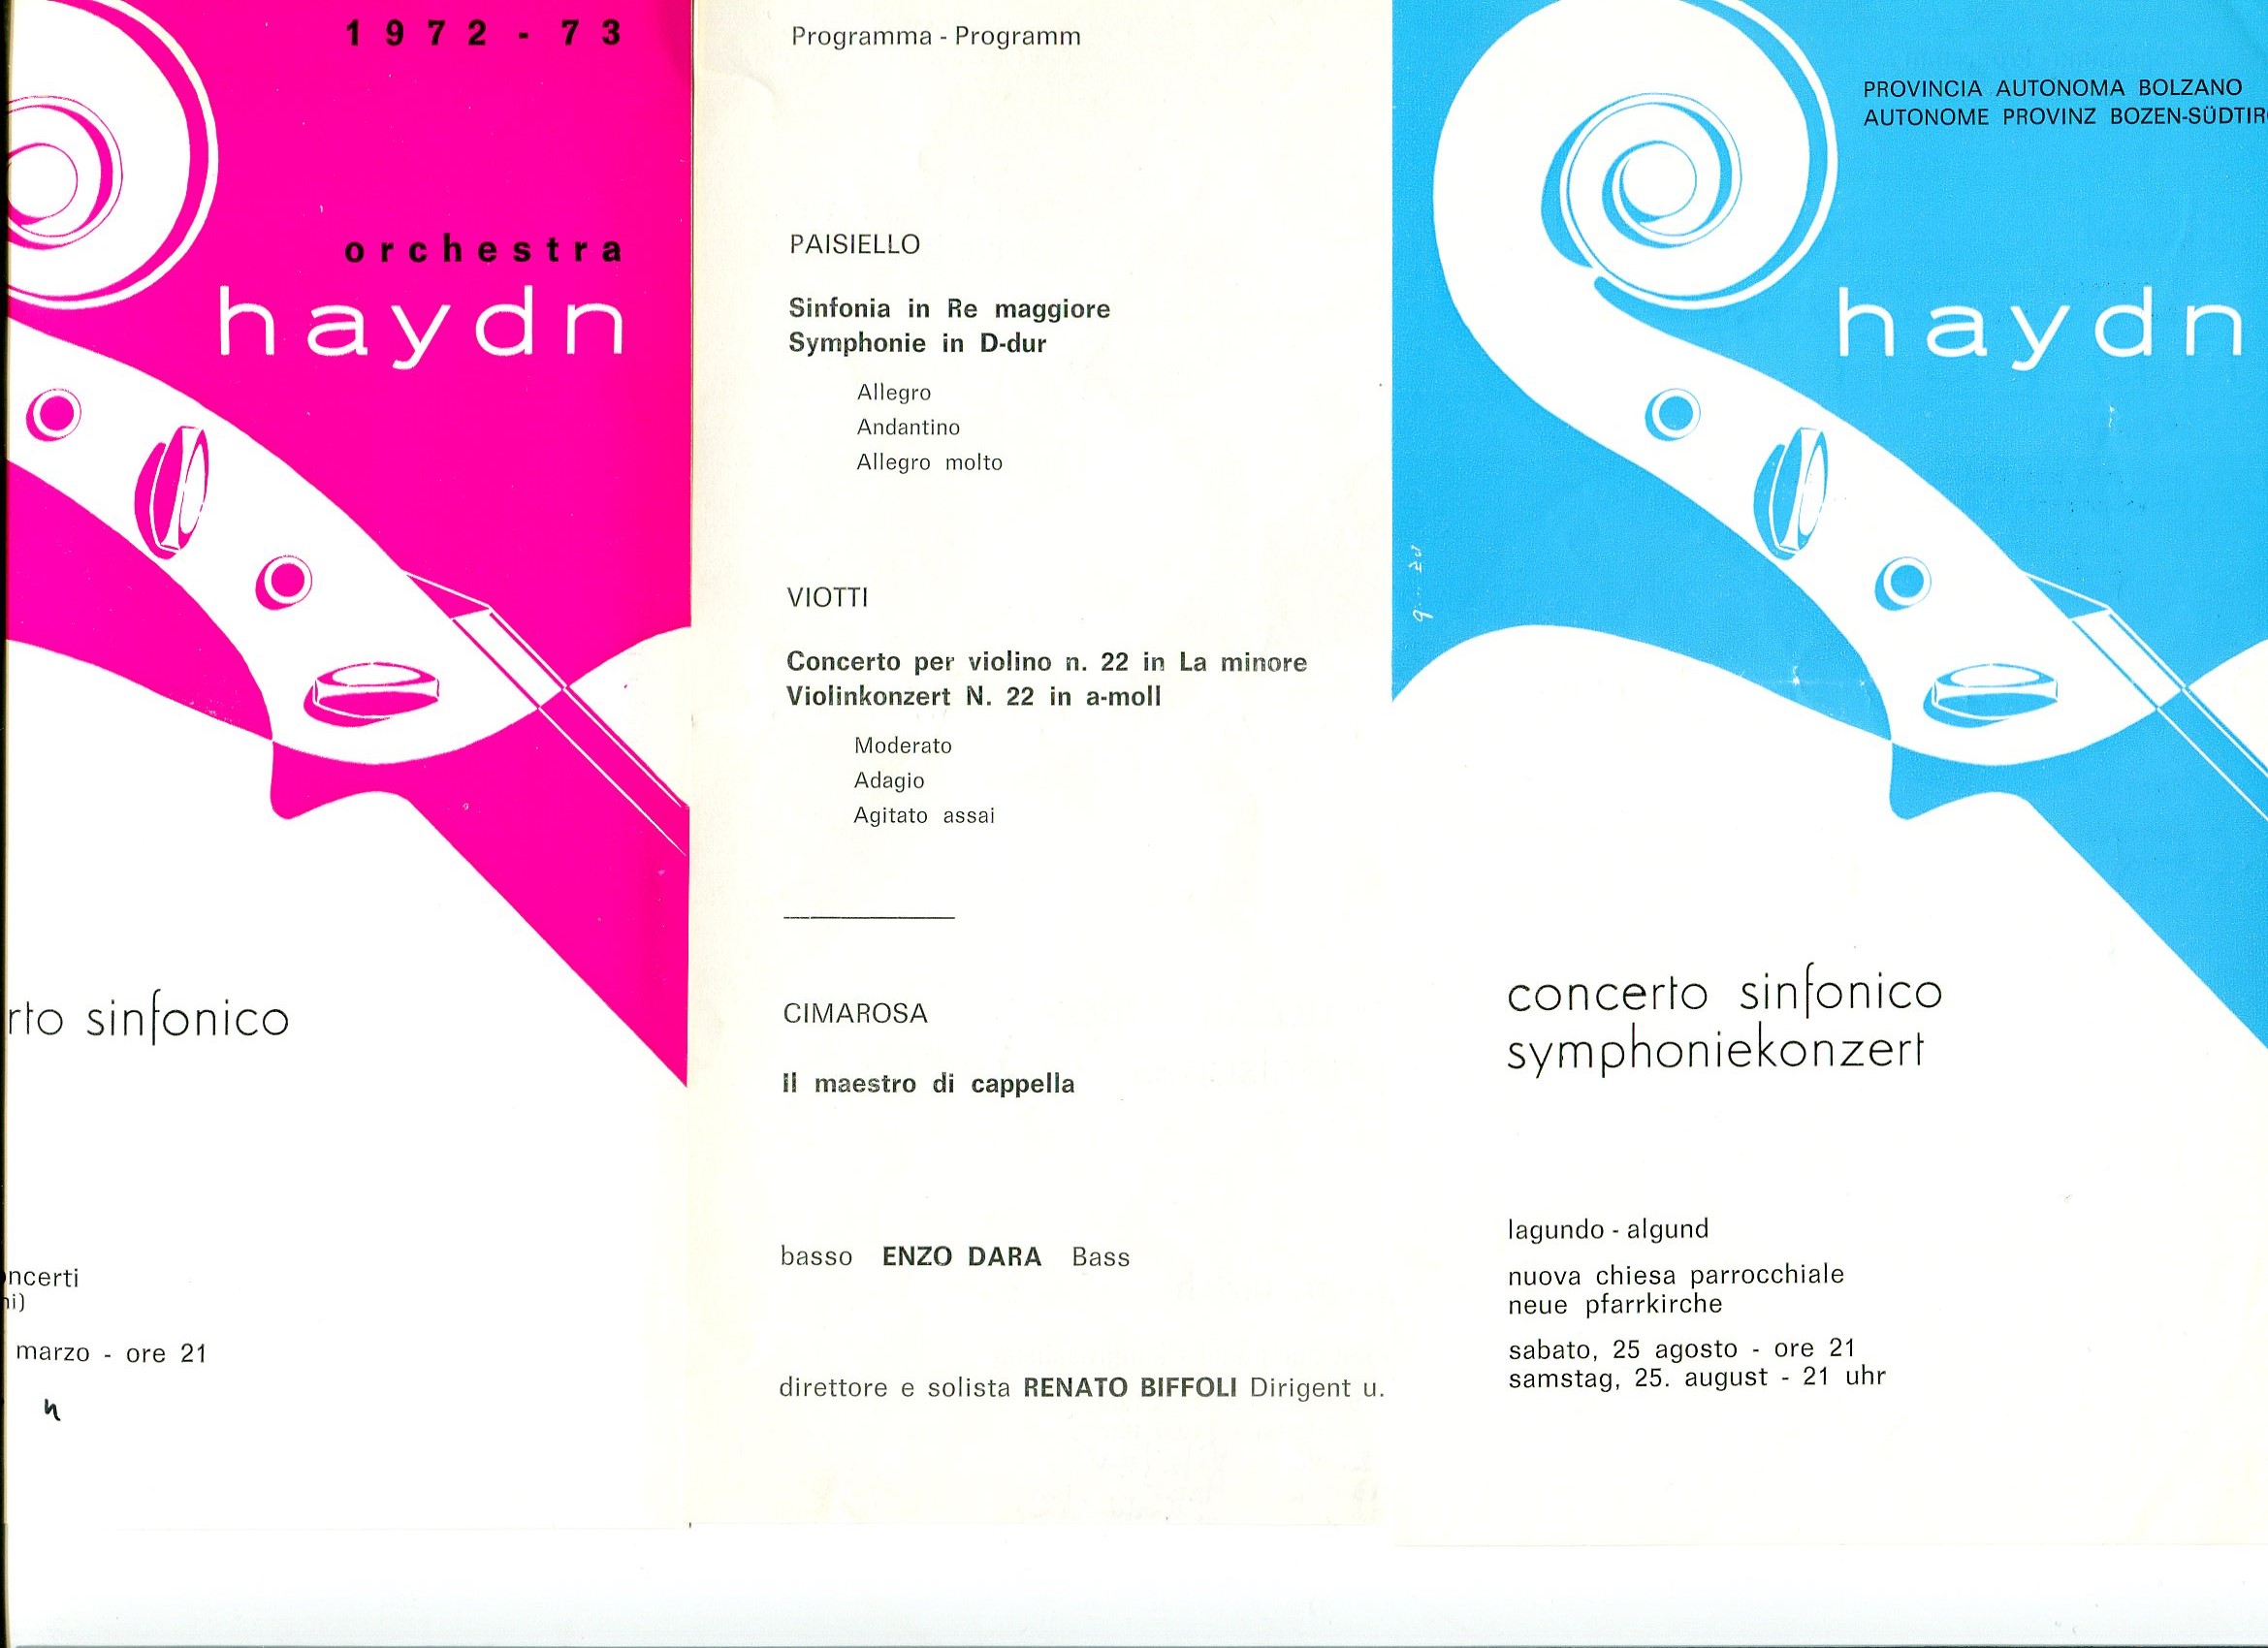 1972 - 73
orchestra
haydn
rto sinfonico
ncerti
ni)
marzo - ore 21
Programma - Programm
PAISIELLO
Sinfonia in Re maggiore
Symphonie in D-dur
Allegro
Andantino
Allegro molto
VIOTTI
Concerto per violino n. 22 in La minore
Violinkonzert N. 22 in a-moll
Moderato
Adagio
Agitato assai
CIMAROSA
Il maestro di cappella
basso ENZO DARA Bass
direttore e solista RENATO BIFFOLI Dirigent u.
PROVINCIA AUTONOMA BOLZANO
AUTONOME PROVINZ BOZEN-SÜDTIR
haydn
concerto sinfonico
symphoniekonzert
lagundo - algund
nuova chiesa parrocchiale
neue pfarrkirche
sabato, 25 agosto - ore 21
samstag, 25. august - 21 uhr